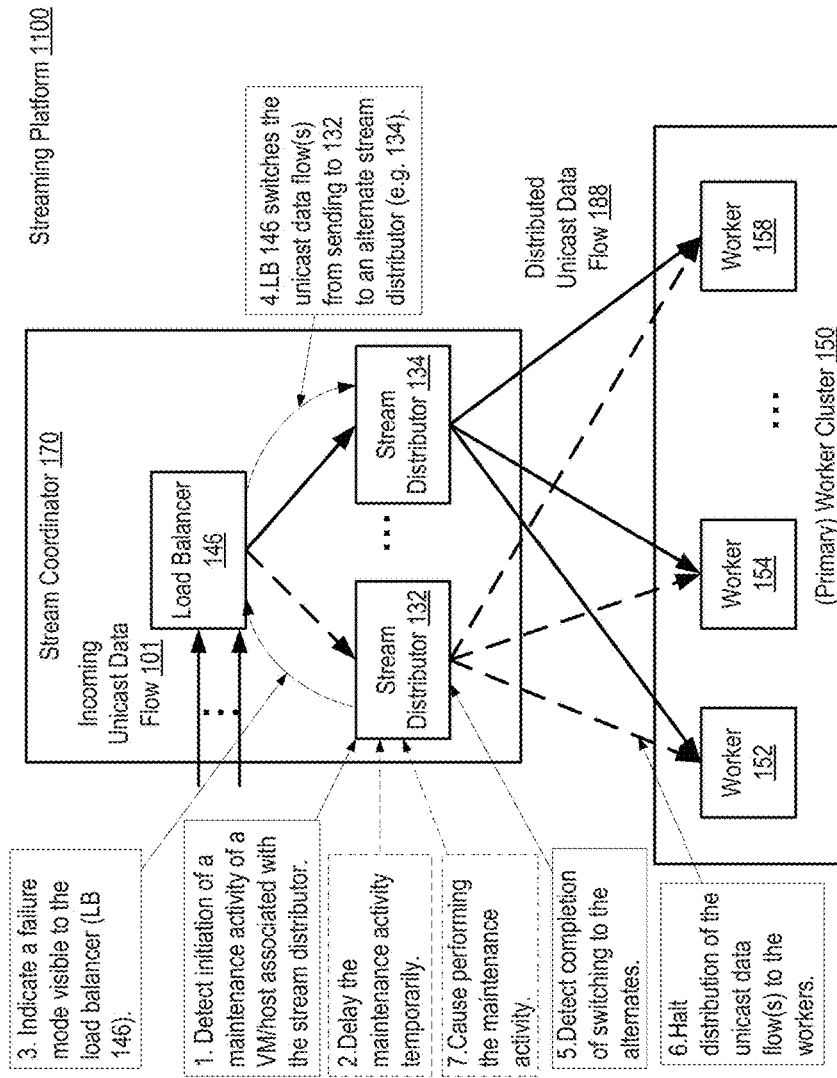 Streaming Platform 1100
Stream Coordinator 170
Incoming
Unicast Data
Flow 101
Load Balancer
146
Stream
Distributor 132
Stream
Distributor 134
3. Indicate a failure
mode visible to the
load balancer (LB
146).
1. Detect initiation of a
maintenance activity of a
VM/host associated with
the stream distributor.
2.Delay the
maintenance activity
temporarily.
7.Cause performing
the maintenance
activity.
5.Detect completion
of switching to the
alternates.
6.Halt
distribution of the
unicast data
flow(s) to the
workers.
4.LB 146 switches the
unicast data flow(s)
from sending to 132
to an alternate stream
distributor (e.g. 134).
Distributed
Unicast Data
Flow 188
Worker
152
Worker
154
Worker
158
(Primary) Worker Cluster 150